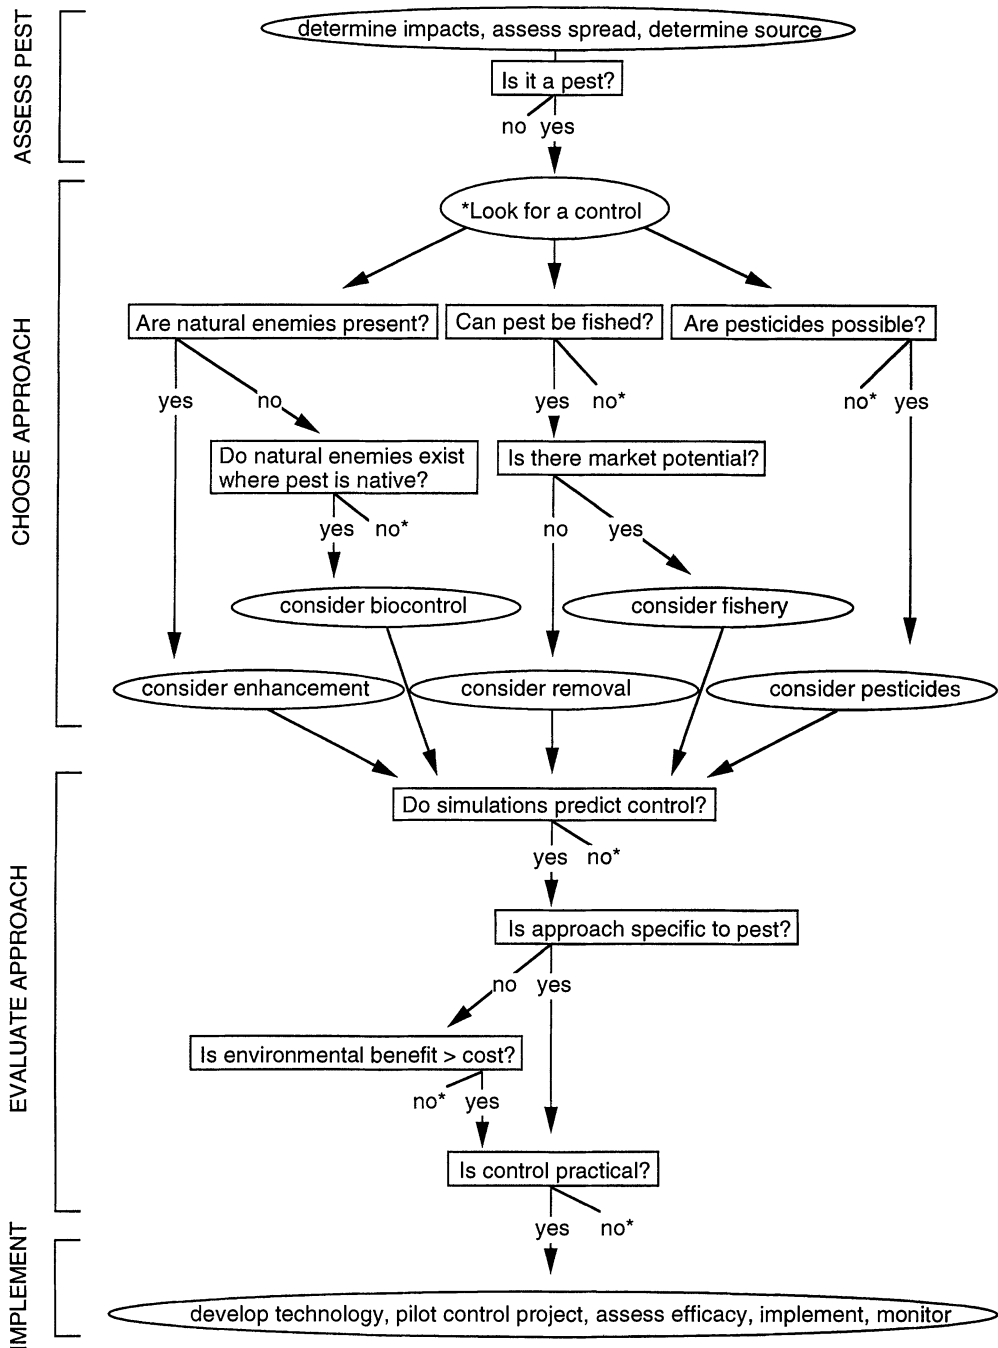 ASSESS PEST
determine impacts, assess spread, determine source
Is it a pest?
no yes
CHOOSE APPROACH
*Look for a control
Are natural enemies present?
Can pest be fished?
Are pesticides possible?
yes
no
yes
no*
no*
yes
Do natural enemies exist
where pest is native?
Is there market potential?
yes
no*
no
yes
consider biocontrol
consider fishery
consider enhancement
consider removal
consider pesticides
EVALUATE APPROACH
Do simulations predict control?
yes no*
Is approach specific to pest?
no yes
Is environmental benefit > cost?
no* yes
Is control practical?
yes no*
IMPLEMENT
develop technology, pilot control project, assess efficacy, implement, monitor